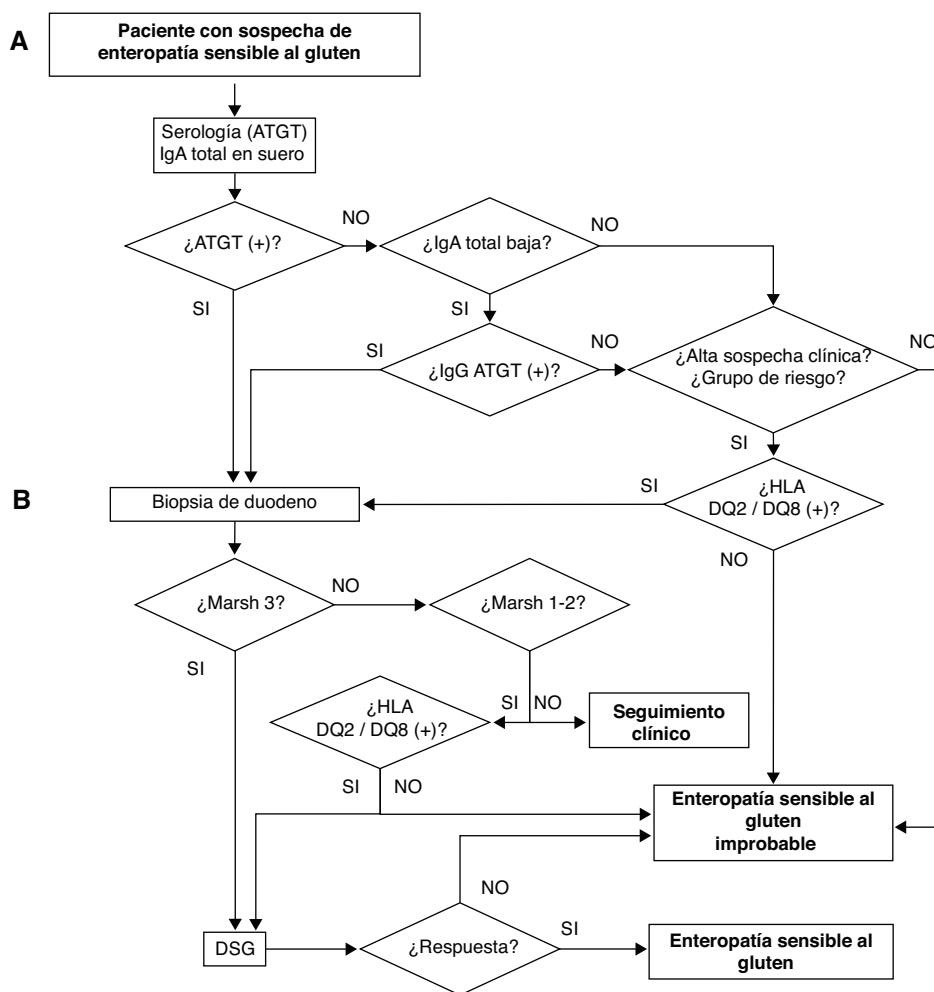 A
Paciente con sospecha de
enteropatía sensible al gluten
Serología (ATGT)
IgA total en suero
¿ATGT (+)?
NO
¿IgA total baja?
NO
SI
SI
¿IgG ATGT (+)?
SI
NO
¿Alta sospecha clínica?
¿Grupo de riesgo?
NO
SI
B
Biopsia de duodeno
SI
¿HLA
DQ2 / DQ8 (+)?
NO
¿Marsh 3?
NO
¿Marsh 1-2?
SI
SI
NO
¿HLA
DQ2 / DQ8 (+)?
Seguimiento
clínico
SI
NO
Enteropatía sensible al
gluten
improbable
NO
DSG
¿Respuesta?
SI
Enteropatía sensible al
gluten